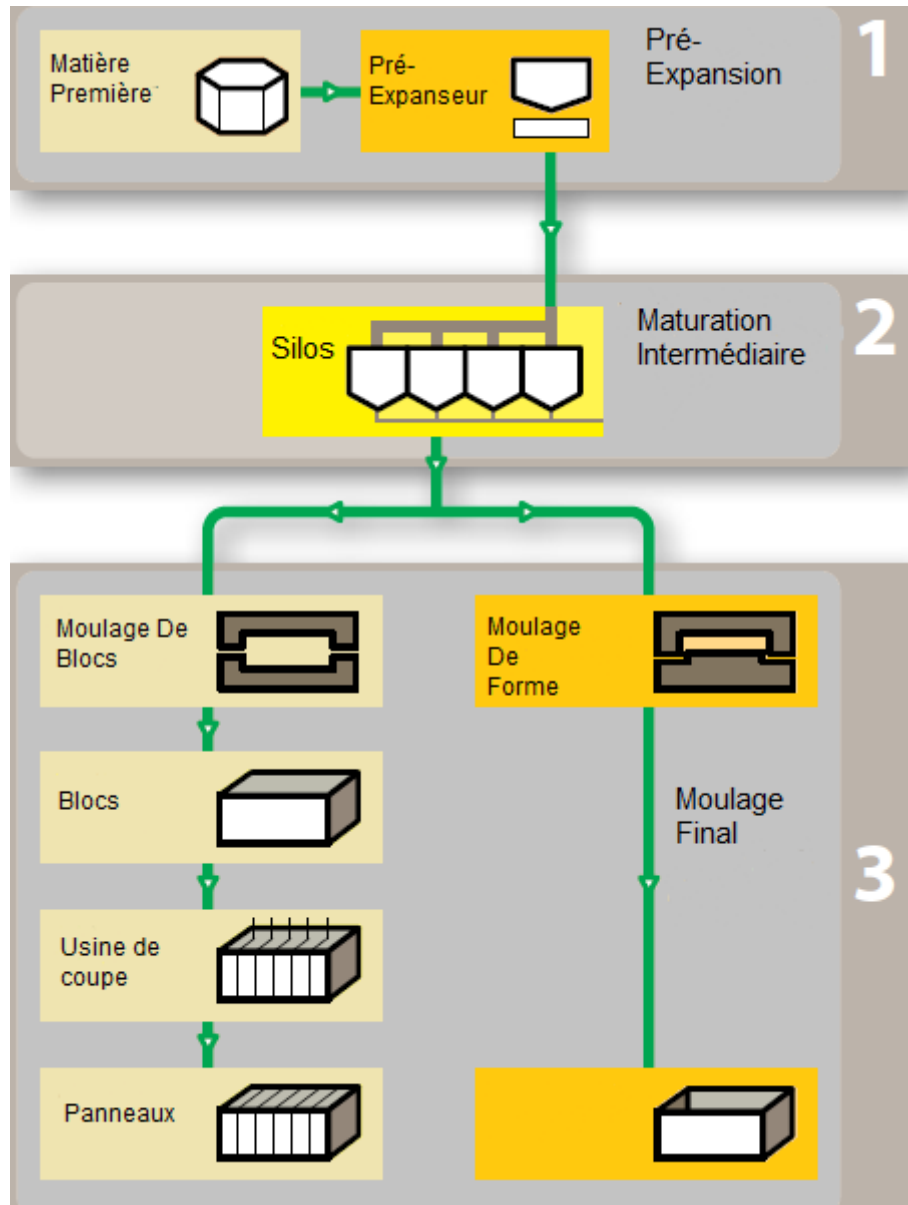 Matière
Première
Pré-
Expanseur
Pré-
Expansion
1
Silos
Maturation
Intermédiaire
2
Moulage De
Blocs
Moulage
De
Forme
Blocs
Moulage
Final
3
Usine de
coupe
Panneaux